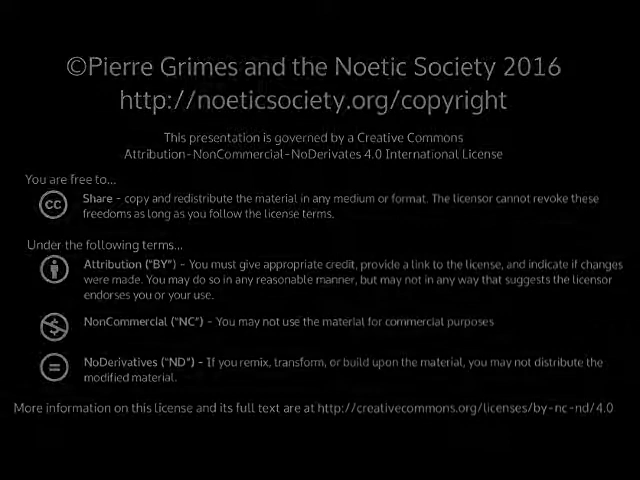 ©Pierre Grimes and the Noetic Society 2016
http://noeticsociety.org/copyright
This presentation is governed by a Creative Commons
Attribution-NonCommercial-NoDerivates 4.0 International License
You are free to...
Share - copy and redistribute the material in any medium or format. The licensor cannot revoke these
freedoms as long as you follow the license terms.
Under the following terms...
Attribution ("BY") - You must give appropriate credit, provide a link to the license, and indicate if changes
were made. You may do so in any reasonable manner, but may not in any way that suggests the licensor
endorses you or your use.
NonCommercial ("NC") - You may not use the material for commercial purposes
NoDerivatives ("ND") - If you remix, transform, or build upon the material, you may not distribute the
modified material.
More information on this license and its full text are at http://creativecommons.org/licenses/by-nc-nd/4.0